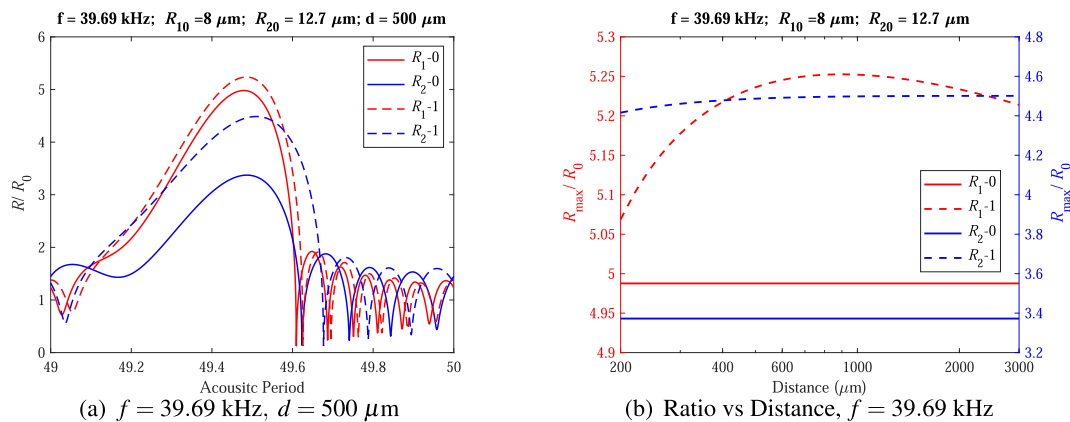 f = 39.69 kHz; R10 =8 μm; R20 = 12.7 μm; d = 500 μm
6
5
4
3
2
1
0
R/ R0
R1-0
R2-0
R1-1
R2-1
49
49.2
49.4
49.6
49.8
50
Acousitc Period
(a) f = 39.69 kHz, d = 500 μm
f =39.69 kHz; R10 =8 μm; R20 = 12.7 μm
5.3
5.25
5.2
5.15
5.1
5.05
5
4.95
4.9
Rmax/ R0
4.8
4.6
4.4
4.2
4
3.8
3.6
3.4
3.2
Rmax/ R0
R1-0
R1-1
R2-0
R2-1
200
400
1000
2000
3000
Distance (μm)
(b) Ratio vs Distance, f = 39.69 kHz